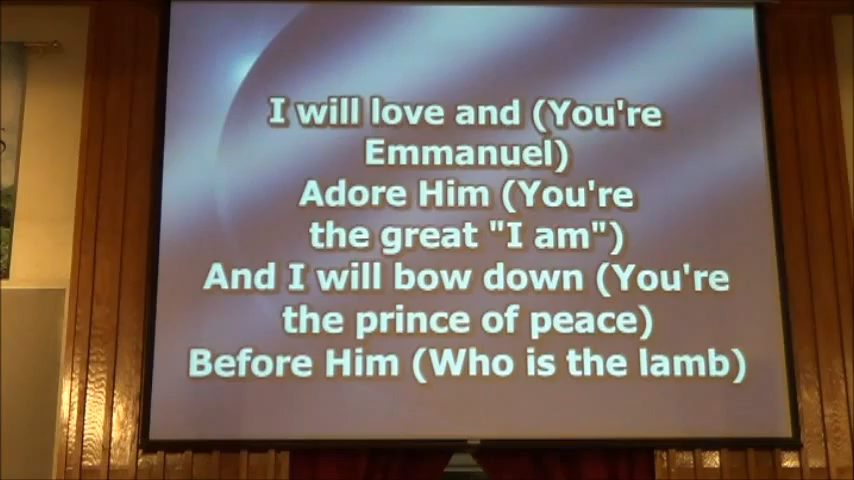 I will love and (You're
Emmanuel)
Adore Him (You're
the great "I am")
And I will bow down (You're
the prince of peace)
Before Him (Who is the lamb)